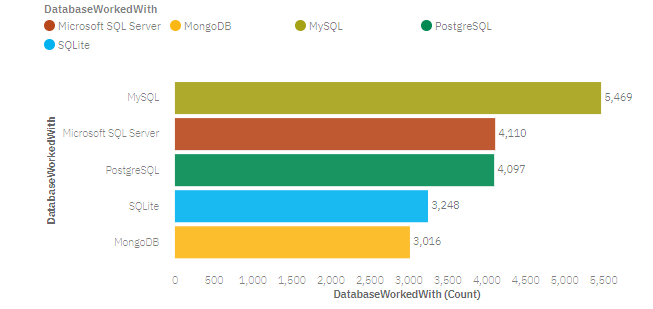 DatabaseWorkedWith
Microsoft SQL Server MongoDB MySQL PostgreSQL
SQLite
DatabaseWorkedWith
MySQL 5,469
Microsoft SQL Server 4,110
PostgreSQL 4,097
SQLite 3,248
MongoDB 3,016
0 500 1,000 1,500 2,000 2,500 3,000 3,500 4,000 4,500 5,000 5,500
DatabaseWorkedWith (Count)